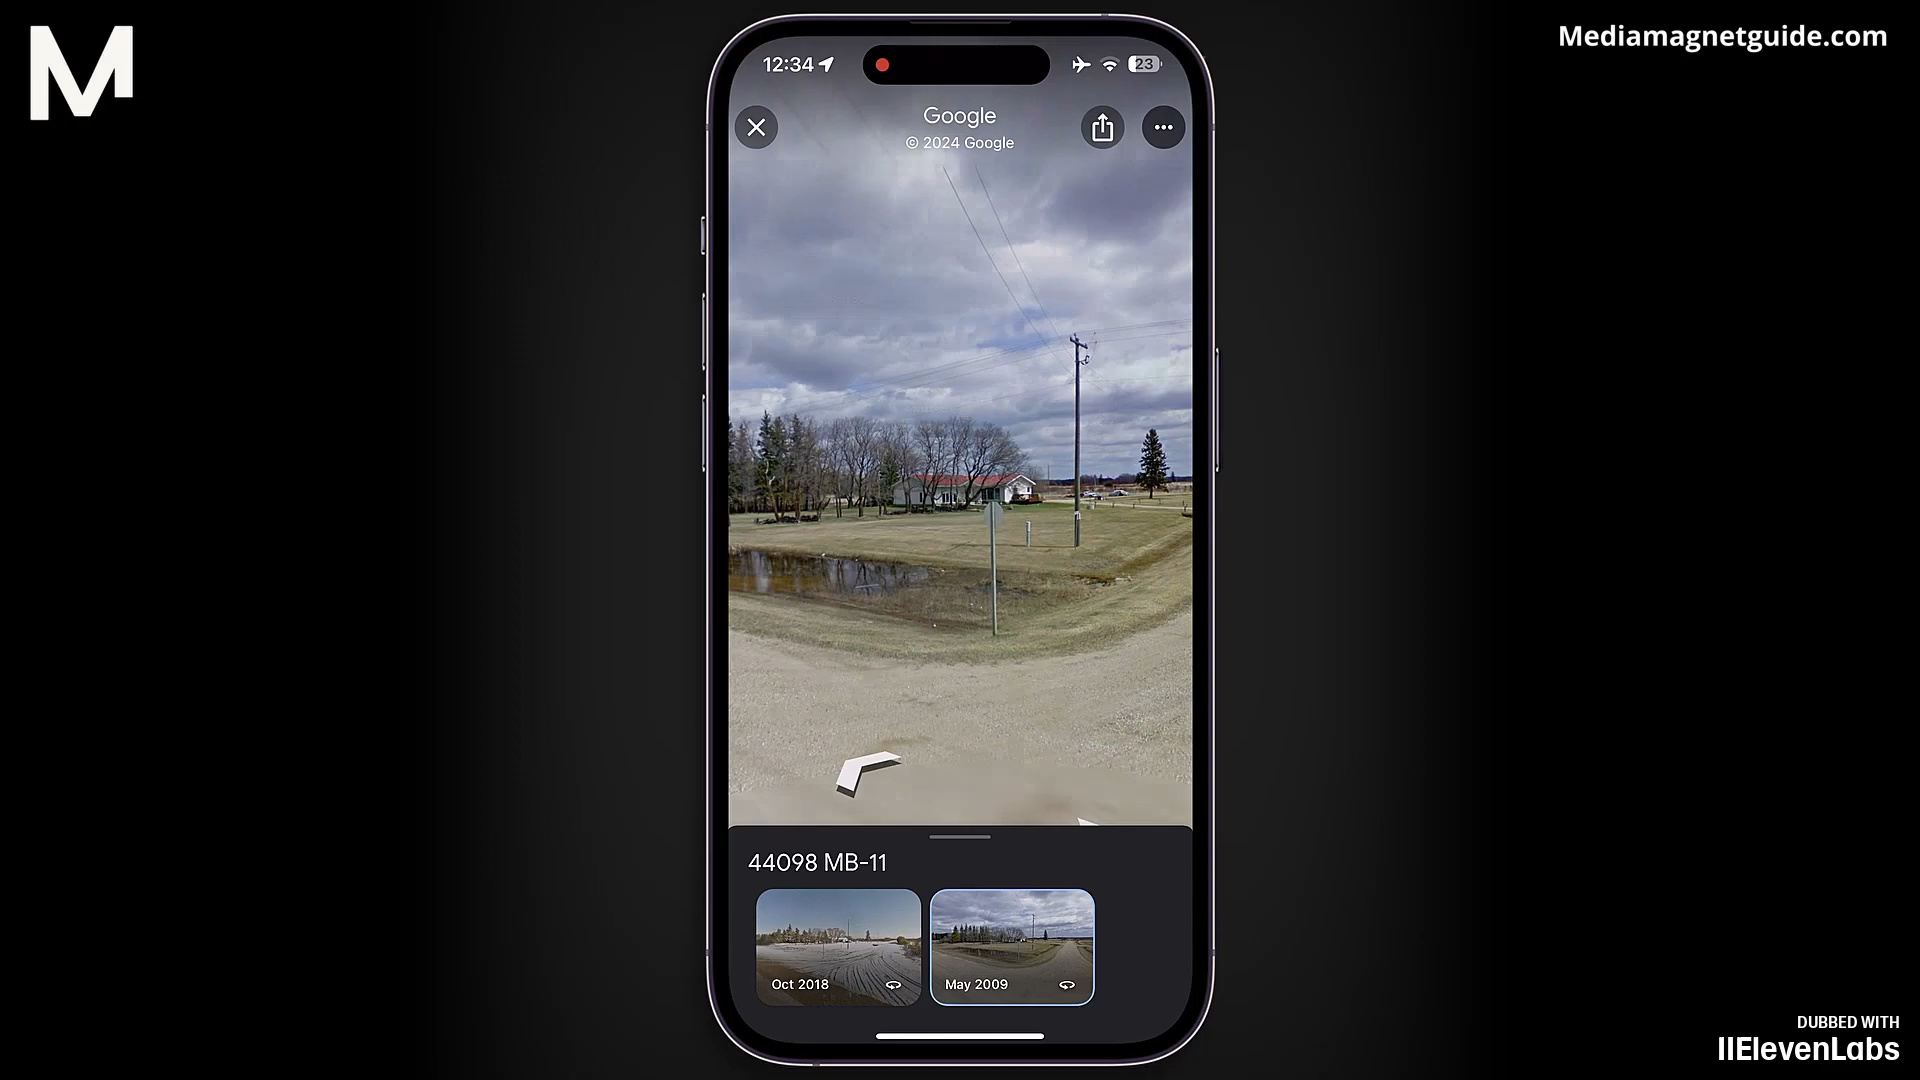 M
Mediamagnetguide.com
12:34
23
Google
© 2024 Google
44098 MB-11
Oct 2018
May 2009
DUBBED WITH
IIElevenLabs